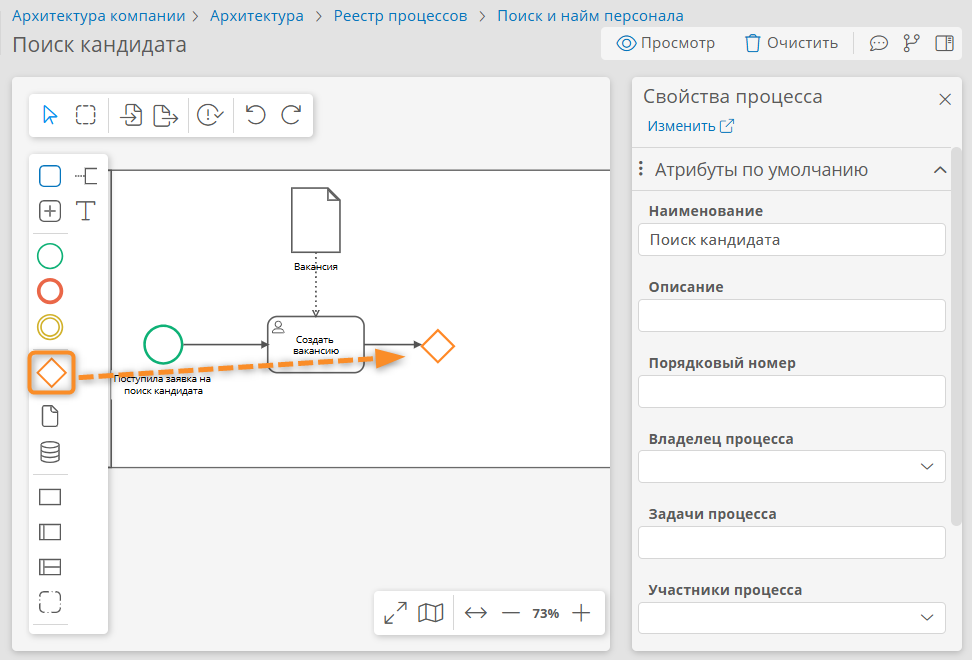 Архитектура компании > Архитектура > Реестр процессов > Поиск и найм персонала
Поиск кандидата
Просмотр
Очистить
T
Вакансия
Создать
вакансию
Поступила заявка на
поиск кандидата
73%
Свойства процесса
Изменить
Атрибуты по умолчанию
Наименование
Поиск кандидата
Описание
Порядковый номер
Владелец процесса
Задачи процесса
Участники процесса